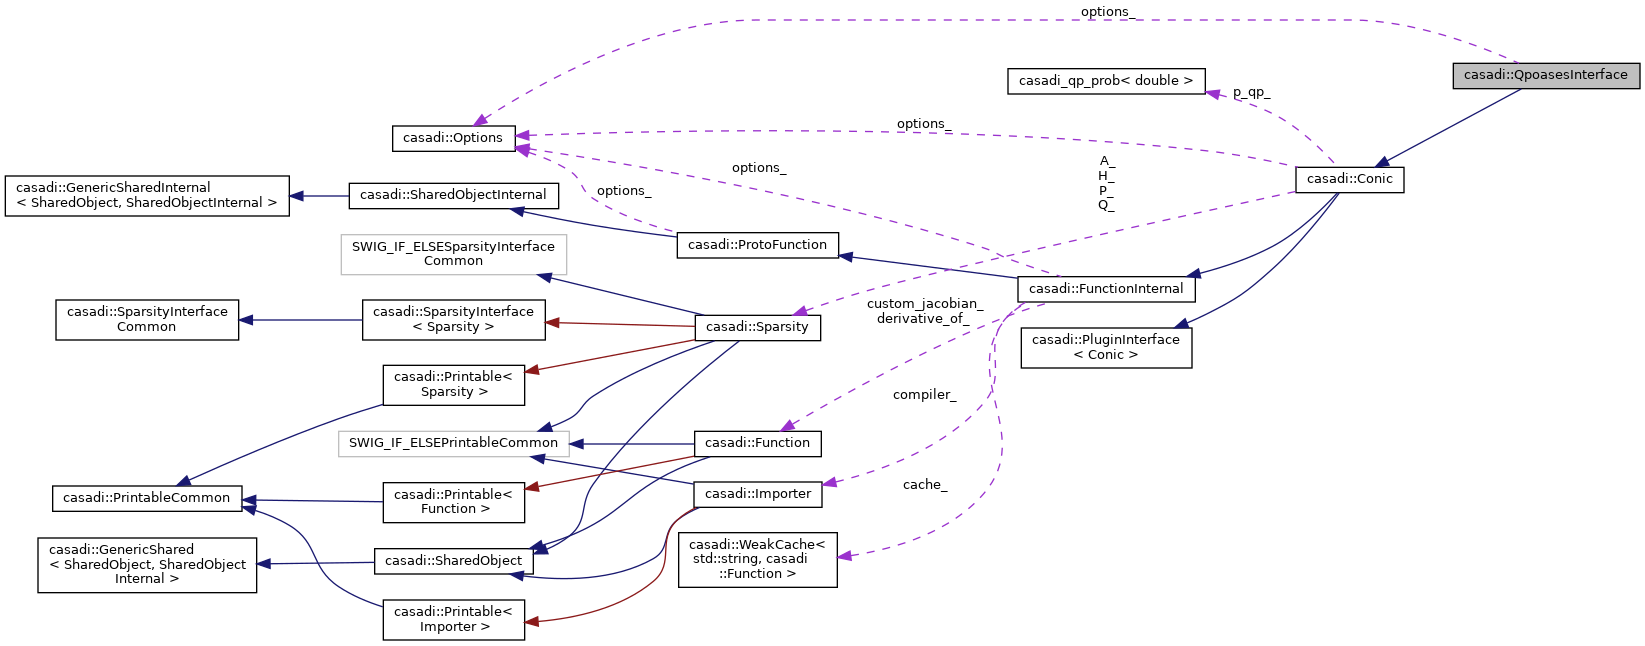 options_
casadi::QpoasesInterface
casadi_qp_prob< double >
p_qp_
options_
casadi::Options
A_
H_
P_
Q_
options_
casadi::Conic
casadi::GenericSharedInternal
< SharedObject, SharedObjectInternal >
casadi::SharedObjectInternal
options_
casadi::ProtoFunction
SWIG_IF_ELSESparsityInterface
Common
casadi::FunctionInternal
custom_jacobian_
derivative_of_
casadi::SparsityInterface
Common
casadi::SparsityInterface
< Sparsity >
casadi::Sparsity
casadi::PluginInterface
< Conic >
casadi::Printable<
Sparsity >
compiler_
SWIG_IF_ELSEPrintableCommon
casadi::Function
casadi::PrintableCommon
casadi::Printable<
Function >
casadi::Importer
cache_
casadi::GenericShared
< SharedObject, SharedObject
Internal >
casadi::SharedObject
casadi::WeakCache<
std::string, casadi
::Function >
casadi::Printable<
Importer >